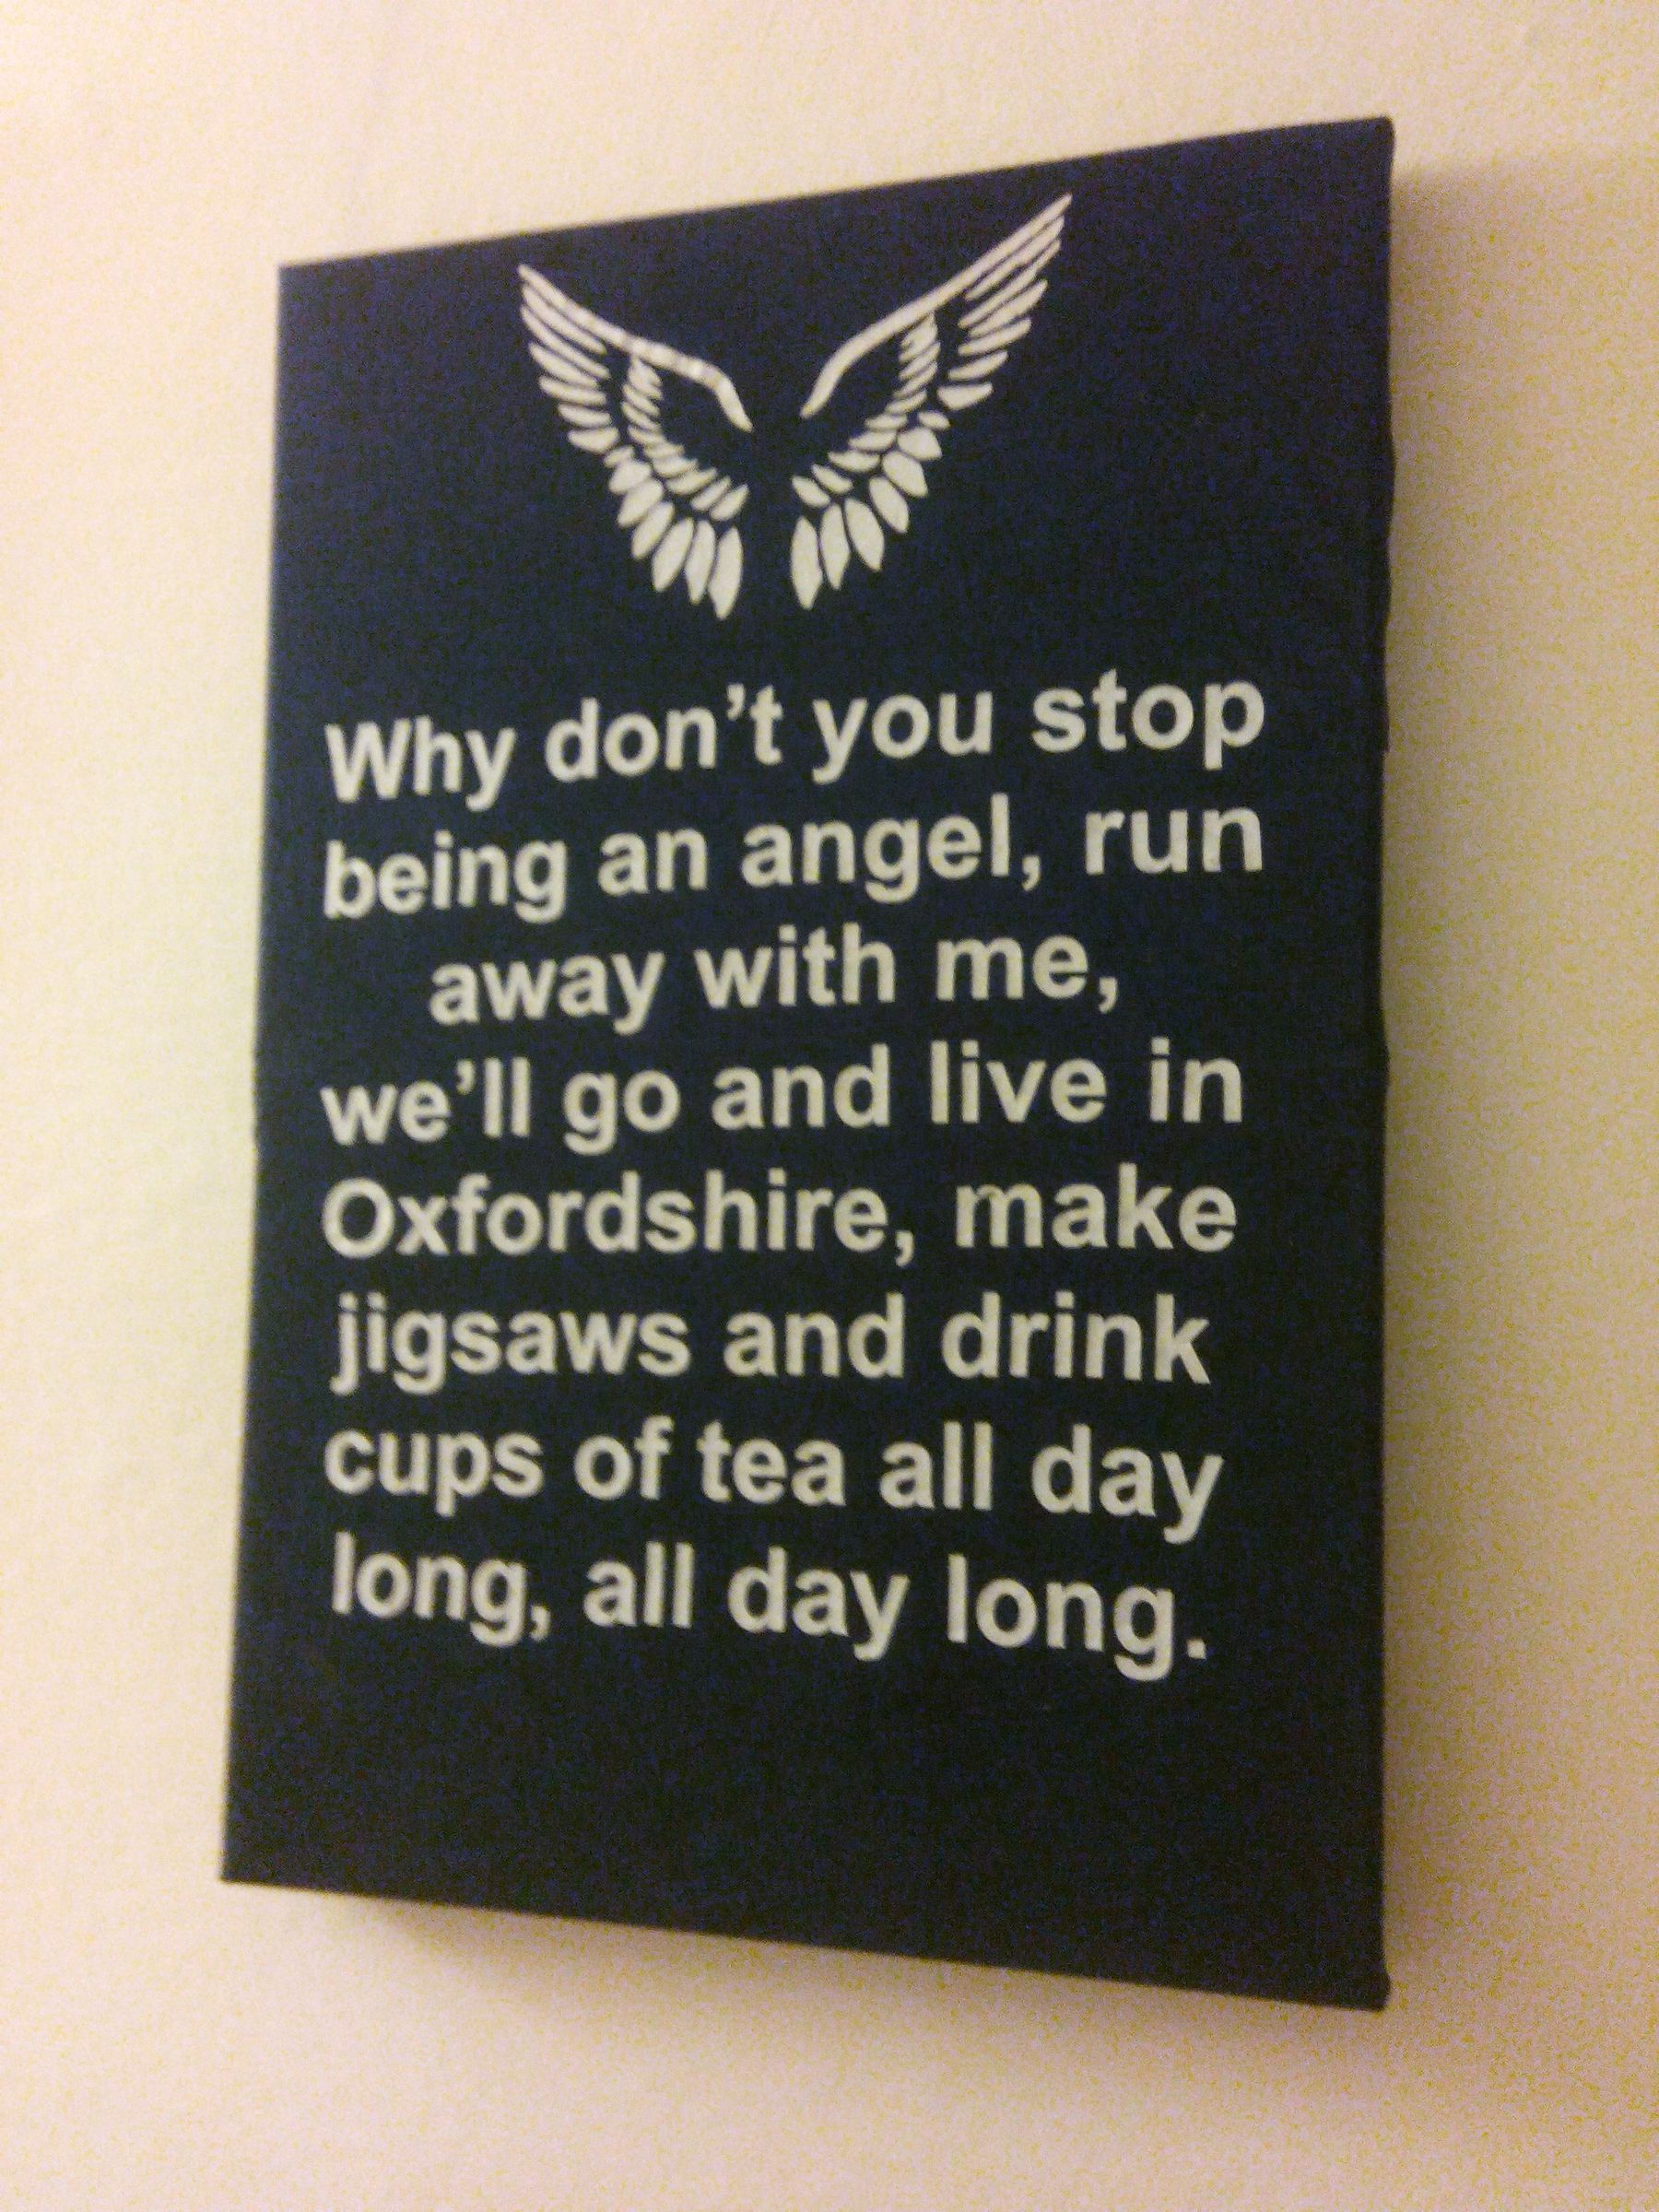 Why don’t you stop
being an angel, run
away with me,
we’ll go and live in
Oxfordshire, make
jigsaws and drink
cups of tea all day
long, all day long.